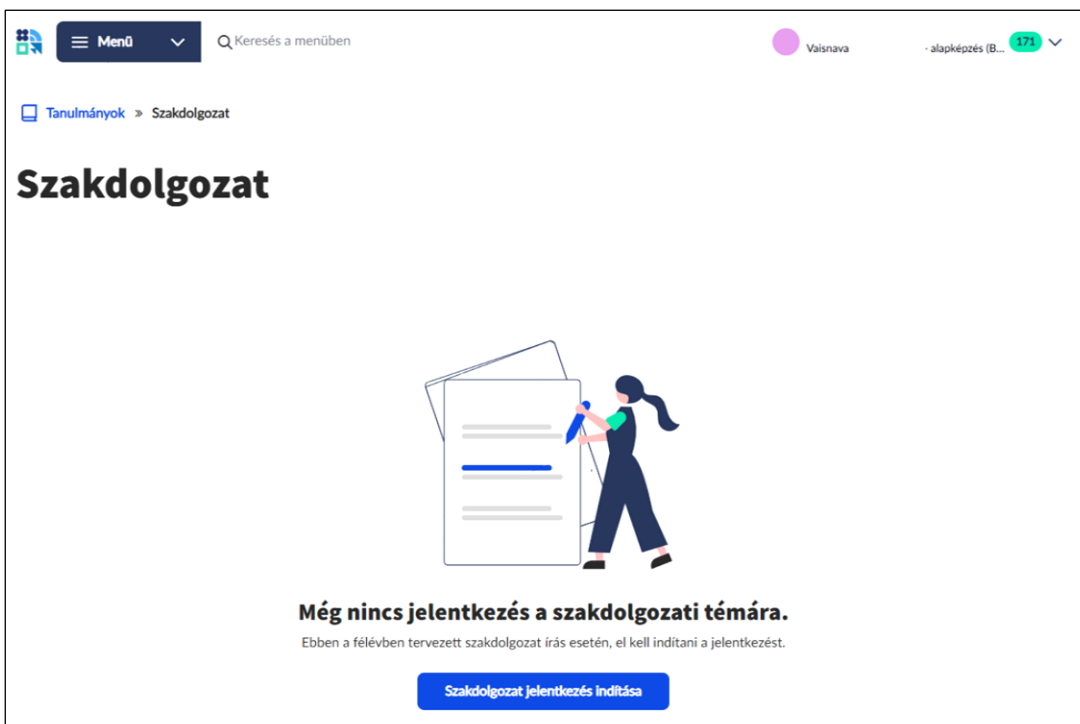 Menü
Keresés a menüben
Vaisnava
- alapképzés (B...
171
Tanulmányok » Szakdolgozat
Szakdolgozat
Még nincs jelentkezés a szakdolgozati témára.
Ebben a félévben tervezett szakdolgozat írás esetén, el kell indítani a jelentkezést.
Szakdolgozat jelentkezés indítása